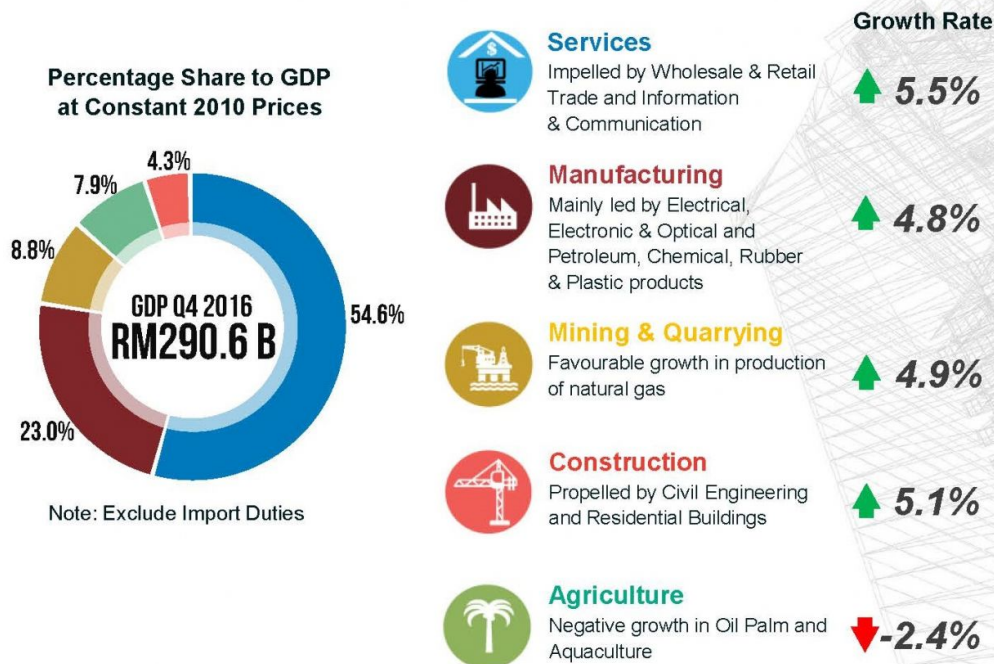 Percentage Share to GDP
at Constant 2010 Prices
4.3%
7.9%
8.8%
54.6%
23.0%
GDP Q4 2016
RM290.6 B
Note: Exclude Import Duties
Growth Rate
$
Services
Impelled by Wholesale & Retail
Trade and Information
& Communication
5.5%
Manufacturing
Mainly led by Electrical,
Electronic & Optical and
Petroleum, Chemical, Rubber
& Plastic products
4.8%
Mining & Quarrying
Favourable growth in production
of natural gas
4.9%
Construction
Propelled by Civil Engineering
and Residential Buildings
5.1%
Agriculture
Negative growth in Oil Palm and
Aquaculture
-2.4%